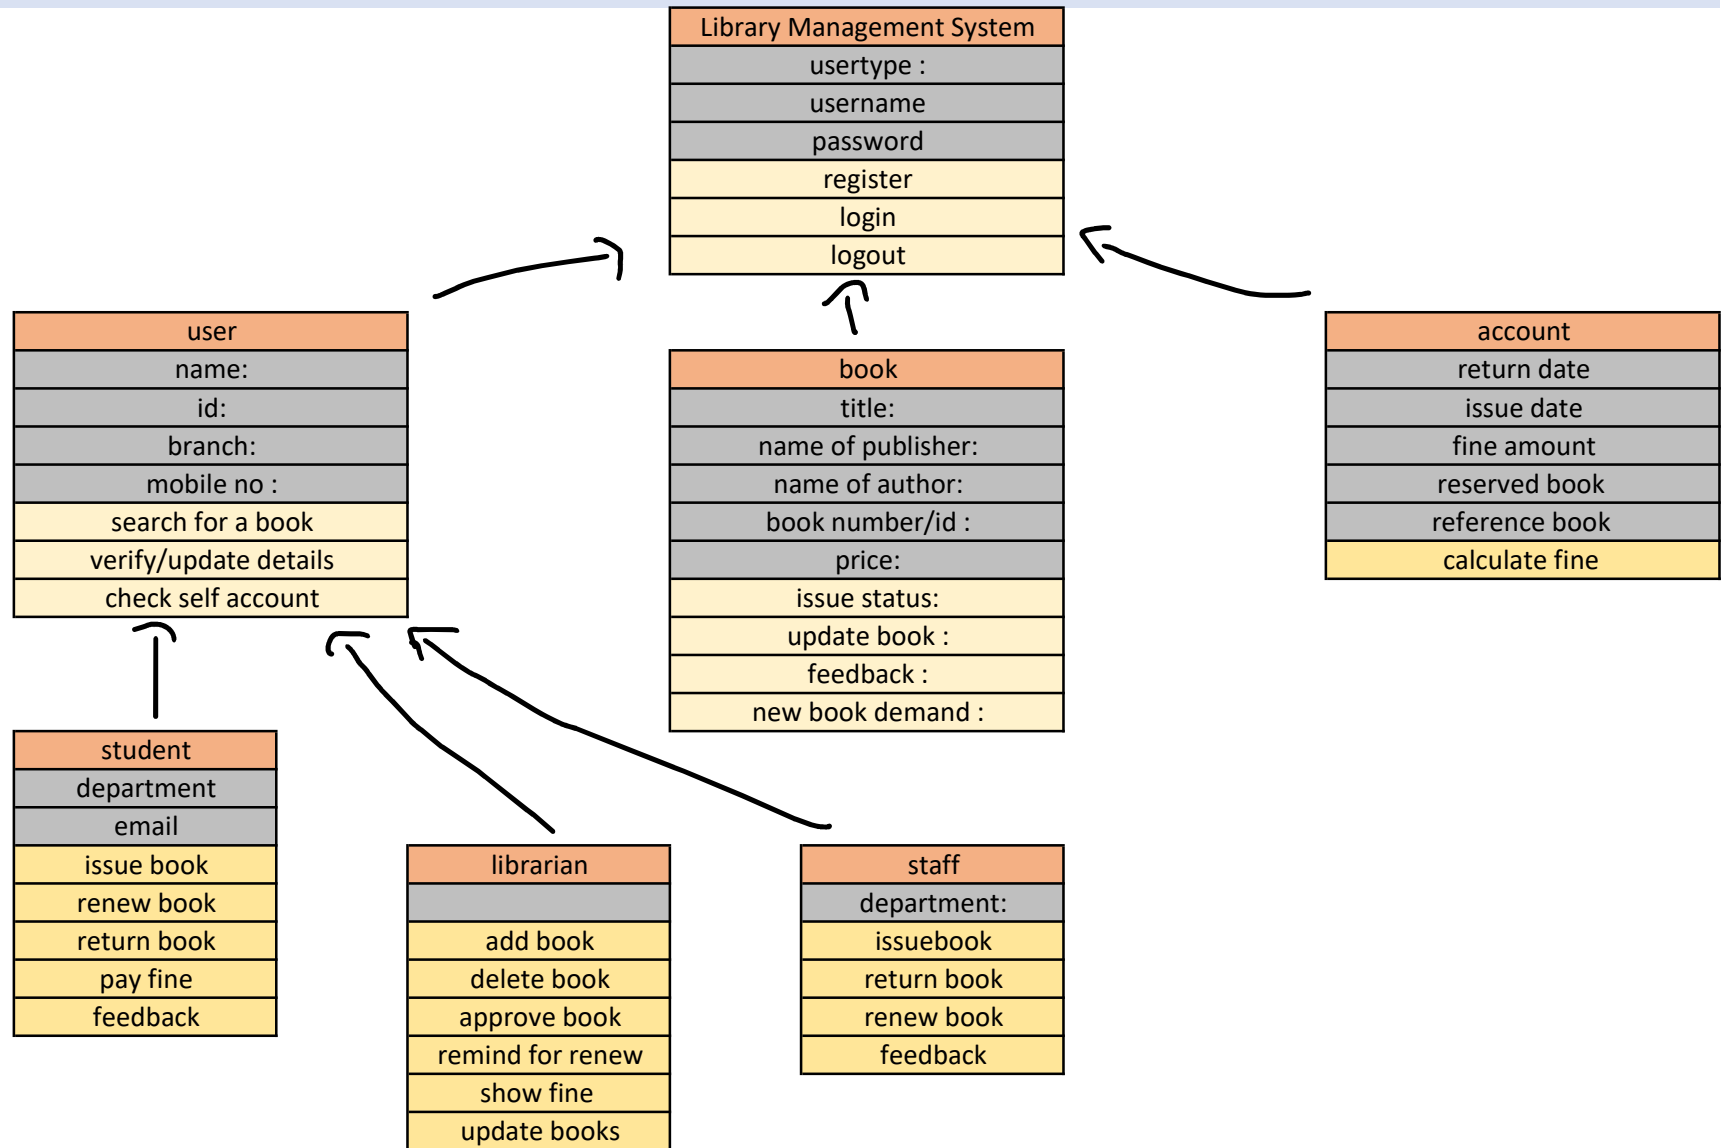 Library Management System
usertype :
username
password
register
login
logout
user
name:
id:
branch:
mobile no :
search for a book
verify/update details
check self account
book
title:
name of publisher:
name of author:
book number/id :
price:
issue status:
update book :
feedback :
new book demand :
account
return date
issue date
fine amount
reserved book
reference book
calculate fine
student
department
email
issue book
renew book
return book
pay fine
feedback
librarian
add book
delete book
approve book
remind for renew
show fine
update books
staff
department:
issuebook
return book
renew book
feedback